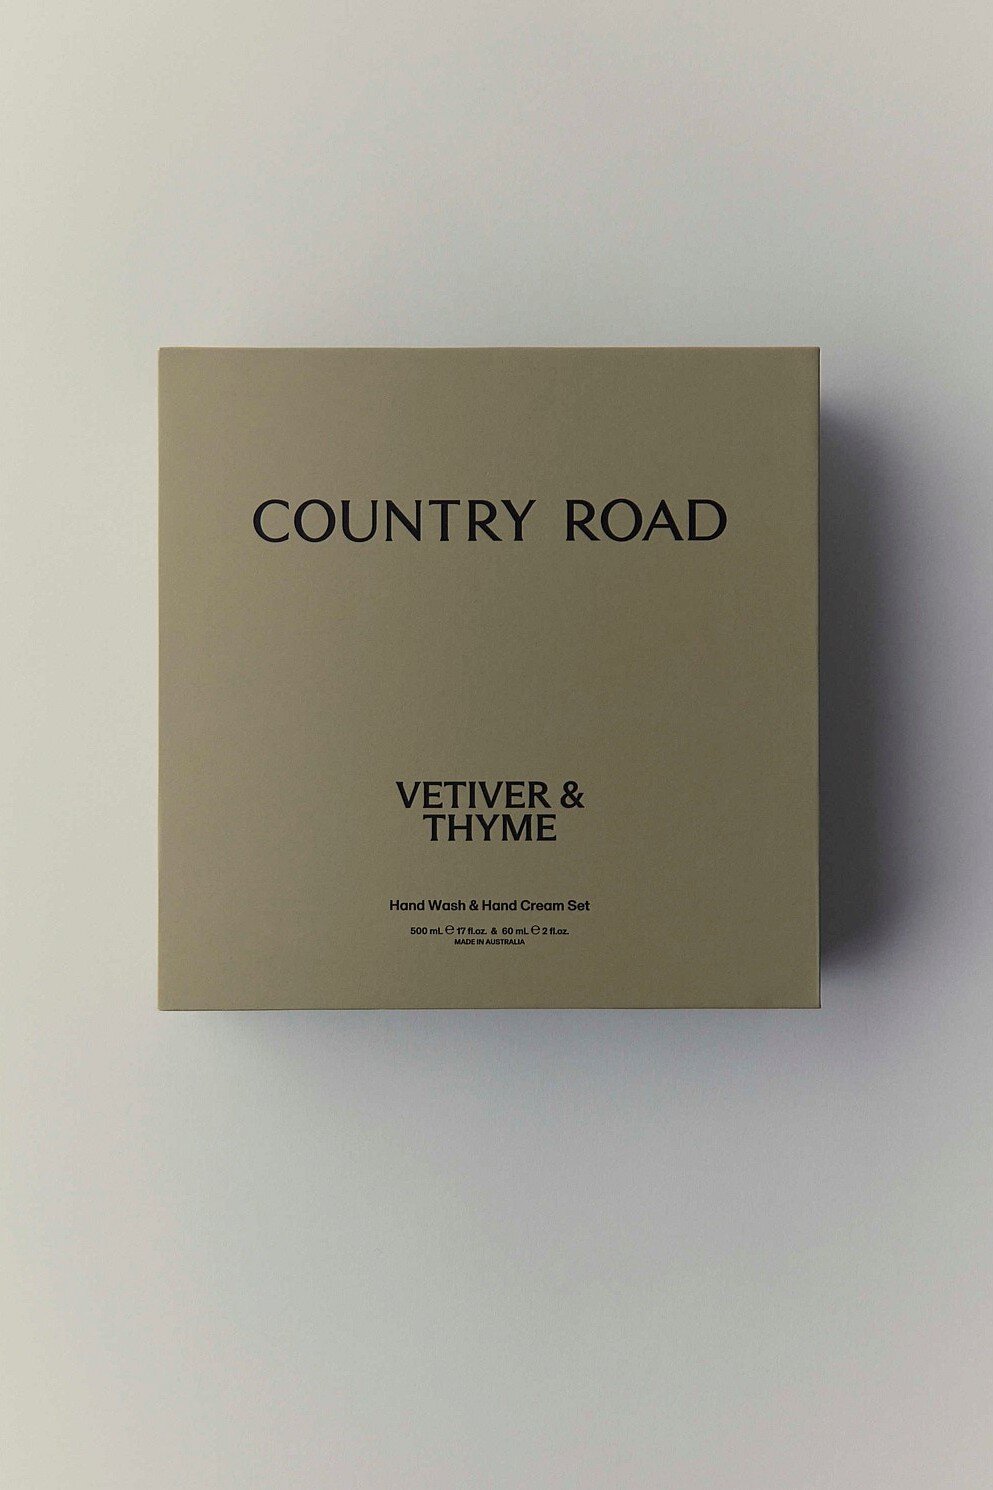 COUNTRY ROAD
VETIVER &
THYME
Hand Wash & Hand Cream Set
500 mL ℮ 17 fl.oz. & 60 mL ℮ 2 fl.oz.
MADE IN AUSTRALIA